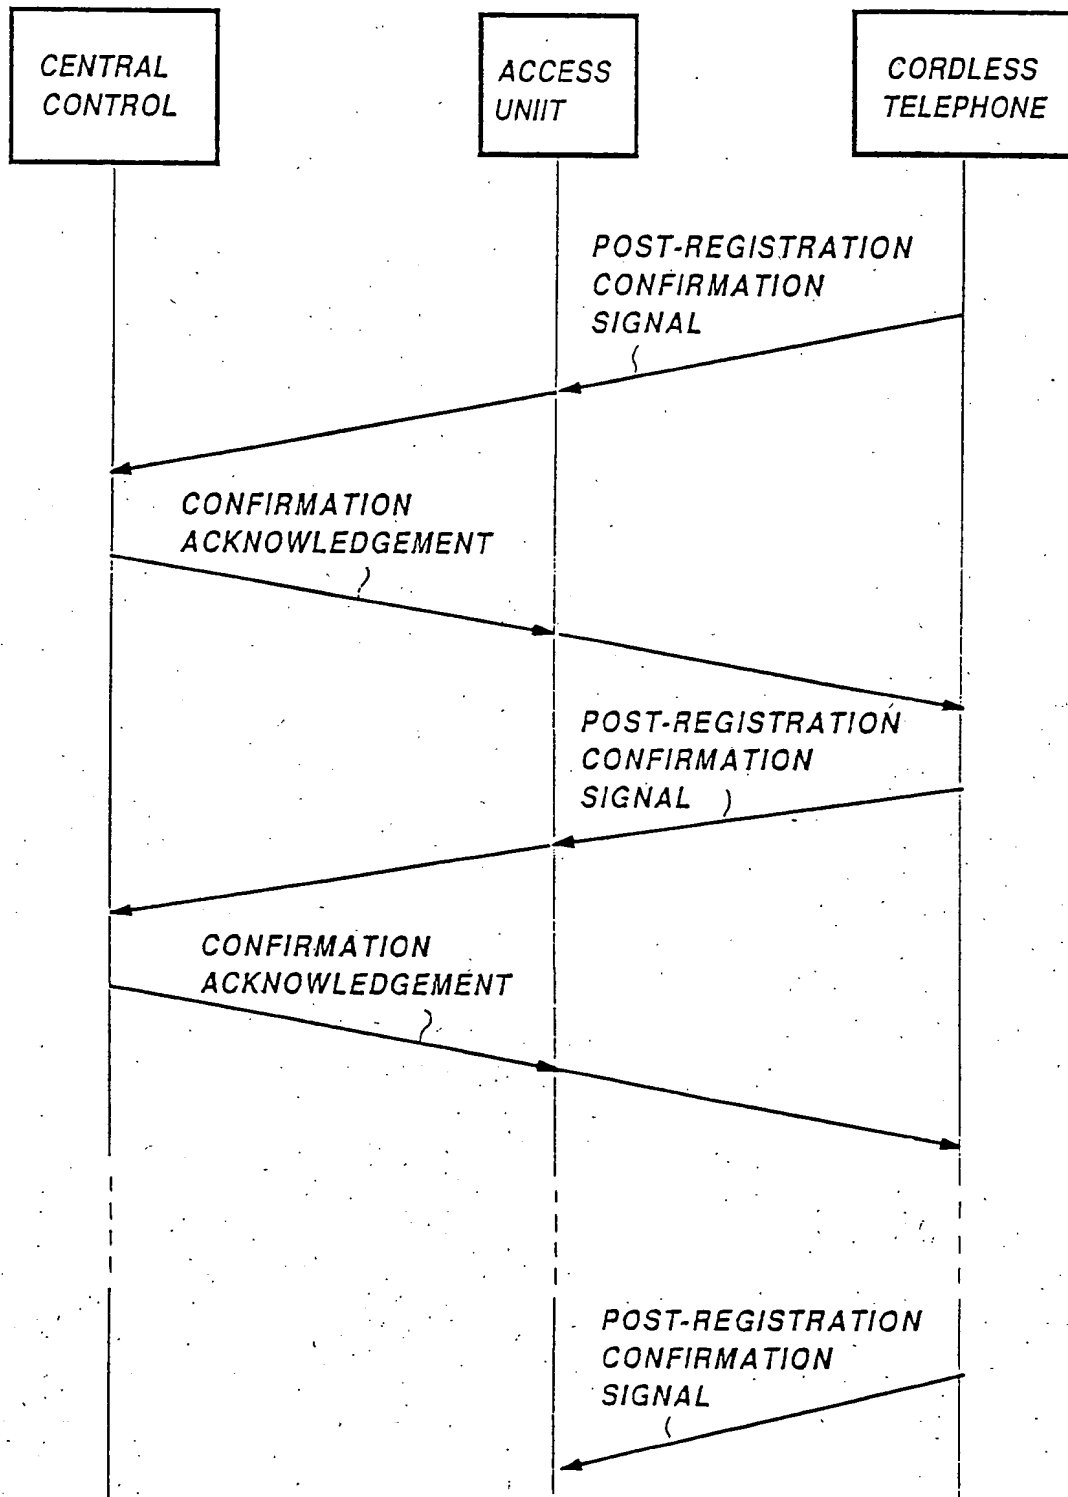 CENTRAL
CONTROL
ACCESS
UNIIT
CORDLESS
TELEPHONE
POST-REGISTRATION
CONFIRMATION
SIGNAL
CONFIRMATION
ACKNOWLEDGEMENT
POST-REGISTRATION
CONFIRMATION
SIGNAL
CONFIRMATION
ACKNOWLEDGEMENT
POST-REGISTRATION
CONFIRMATION
SIGNAL